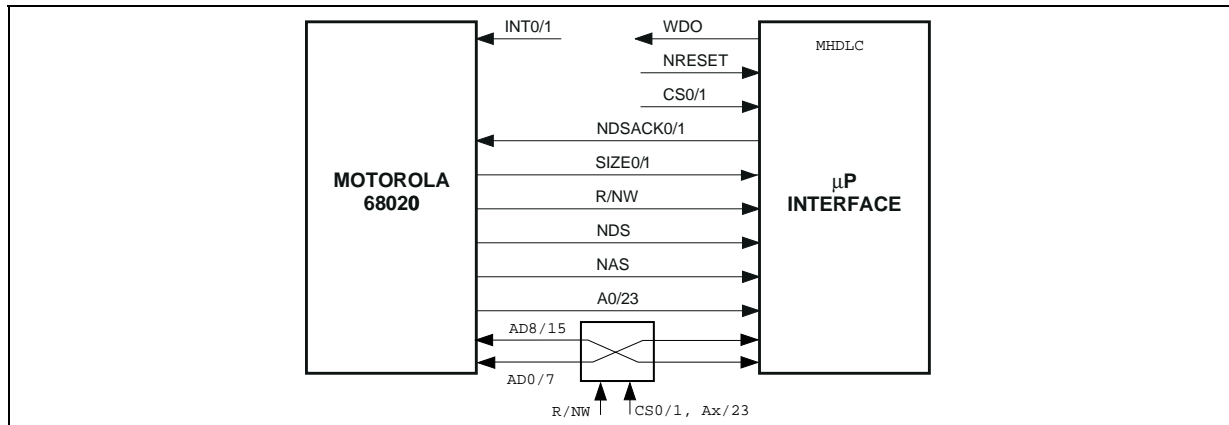 INT0/1
WDO
MHDLC
NRESET
CS0/1
NDSACK0/1
SIZE0/1
MOTOROLA
68020
µP
INTERFACE
R/NW
NDS
NAS
A0/23
AD8/15
AD0/7
R/NW
CS0/1, Ax/23